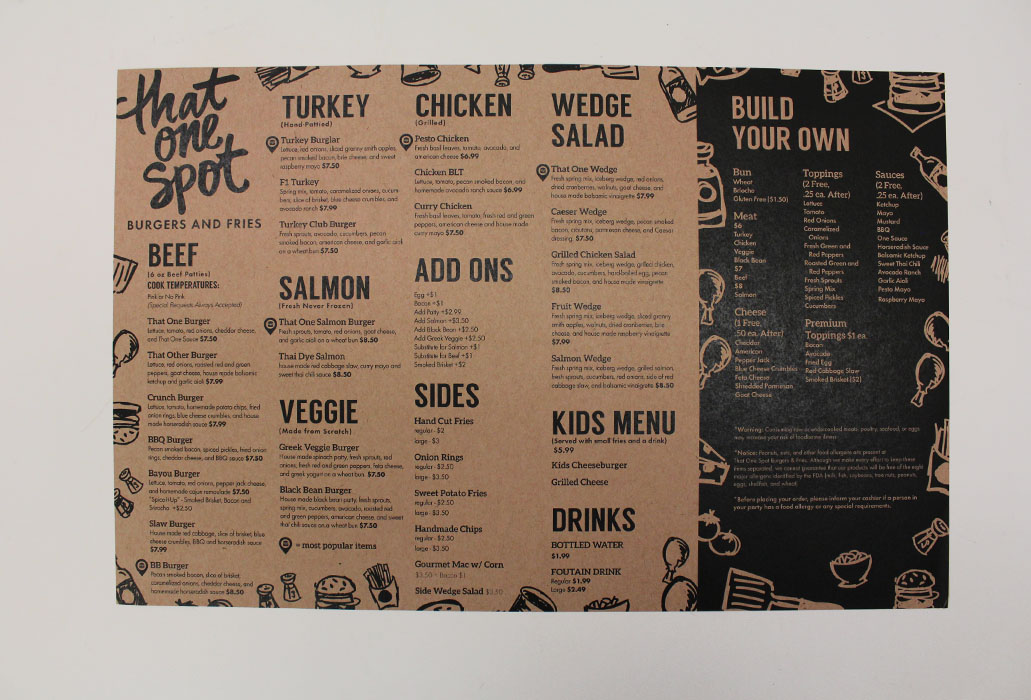 that
one
spot
BURGERS AND FRIES
BEEF
(6 oz Beef Patties)
COOK TEMPERATURES:
Pink or No Pink
(Special Requests Always Accepted)
That One Burger
Lettuce, tomato, red onions, cheddar cheese,
and That One Sauce $7.50
That Other Burger
Lettuce, red onions, roasted red and green
peppers, goat cheese, house made balsamic
ketchup and garlic aioli $7.99
Crunch Burger
Lettuce, tomato, homemade potato chips, fried
onion rings, blue cheese crumbles, and house
made horseradish sauce $7.99
BBQ Burger
Pecan smoked bacon, spiced pickles, fried onion
rings, cheddar cheese, and BBQ sauce $7.50
Bayou Burger
Lettuce, tomato, red onions, pepper jack cheese,
and homemade cajun remoulade $7.50
"Spice It Up" - Smoked Brisket, Bacon and
Sriracha +$2.50
Slaw Burger
House made red cabbage, slice of brisket, blue
cheese crumbles, BBQ and horseradish sauce
$7.99
BB Burger
Pecan smoked bacon, slice of brisket,
caramelized onions, cheddar cheese, and
homemade horseradish sauce $8.50
TURKEY
(Hand-Pattied)
Turkey Burglar
Lettuce, red onions, sliced granny smith apples,
pecan smoked bacon, brie cheese, and sweet
raspberry mayo $7.50
F1 Turkey
Spring mix, tomato, caramelized onions, cucum-
bers, slice of brisket, blue cheese crumbles, and
avocado ranch $7.99
Turkey Club Burger
Fresh sprouts, avocado, cucumbers, pecan
smoked bacon, american cheese, and garlic aioli
on a wheat bun $7.50
SALMON
(Fresh Never Frozen)
That One Salmon Burger
Fresh sprouts, tomato, red onions, goat cheese,
and garlic aioli on a wheat bun $8.50
Thai Dye Salmon
house made red cabbage slaw, curry mayo and
sweet thai chili sauce $8.50
VEGGIE
(Made from Scratch)
Greek Veggie Burger
House made spinach patty, fresh sprouts, red
onions, fresh red and green peppers, feta cheese,
and greek yogurt on a wheat bun $7.50
Black Bean Burger
House made black bean patty, fresh sprouts,
spring mix, cucumbers, avocado, roasted red
and green peppers, american cheese, and sweet
thai chili sauce on a wheat bun $7.50
= most popular items
CHICKEN
(Grilled)
Pesto Chicken
Fresh basil leaves, tomato, avocado, and
american cheese $6.99
Chicken BLT
Lettuce, tomato, pecan smoked bacon, and
homemade avocado ranch sauce $6.99
Curry Chicken
Fresh basil leaves, tomato, fresh red and green
peppers, american cheese and house made
curry mayo $7.50
ADD ONS
Egg +$1
Bacon +$1
Add Patty +$2.99
Add Salmon +$3.50
Add Black Bean +$2.50
Add Greek Veggie +$2.50
Substitute for Salmon +$1
Substitute for Beef +$1
Smoked Brisket +$2
SIDES
Hand Cut Fries
regular - $2
large - $3
Onion Rings
regular - $2.50
large - $3.50
Sweet Potato Fries
regular - $2.50
large - $3.50
Handmade Chips
regular - $2.50
large - $3.50
Gourmet Mac w/ Corn
$3.50 + Bacon $1
Side Wedge Salad $3.50
WEDGE
SALAD
That One Wedge
Fresh spring mix, iceberg wedge, red onions,
dried cranberries, walnuts, goat cheese, and
house made balsamic vinaigrette $7.99
Caesar Wedge
Fresh spring mix, iceberg wedge, pecan smoked
bacon, croutons, parmesan cheese, and Caesar
dressing $7.50
Grilled Chicken Salad
Fresh spring mix, iceberg wedge, grilled chicken,
avocado, cucumbers, hard-boiled egg, pecan
smoked bacon, and house made vinaigrette
$8.50
Fruit Wedge
Fresh spring mix, iceberg wedge, sliced granny
smith apples, walnuts, dried cranberries, brie
cheese, and house made raspberry vinaigrette
$7.99
Salmon Wedge
Fresh spring mix, iceberg wedge, grilled salmon,
fresh sprouts, cucumbers, red onions, side of red
cabbage slaw, and balsamic vinaigrette $8.50
KIDS MENU
(Served with small fries and a drink)
$5.99
Kids Cheeseburger
Grilled Cheese
DRINKS
BOTTLED WATER
$1.99
FOUTAIN DRINK
Regular $1.99
Large $2.49
BUILD
YOUR OWN
Bun
Wheat
Brioche
Gluten Free ($1.50)
Meat
$6
Turkey
Chicken
Veggie
Black Bean
$7
Beef
$8
Salmon
Cheese
(1 Free,
.50 ea. After)
Cheddar
American
Pepper Jack
Blue Cheese Crumbles
Feta Cheese
Shredded Parmesan
Goat Cheese
Toppings
(2 Free,
.25 ea. After)
Lettuce
Tomato
Red Onions
Caramelized
Onions
Fresh Green and
Red Peppers
Roasted Green and
Red Peppers
Fresh Sprouts
Spring Mix
Spiced Pickles
Cucumbers
Premium
Toppings $1 ea.
Bacon
Avocado
Fried Egg
Red Cabbage Slaw
Smoked Brisket ($2)
Sauces
(2 Free,
.25 ea. After)
Ketchup
Mayo
Mustard
BBQ
One Sauce
Horseradish Sauce
Balsamic Ketchup
Sweet Thai Chili
Avocado Ranch
Garlic Aioli
Pesto Mayo
Raspberry Mayo
*Warning: Consuming raw or undercooked meats, poultry, seafood, or eggs
may increase your risk of foodborne illness.
*Notice: Peanuts, nuts, and other food allergens are present at
That One Spot Burgers & Fries. Although we make every effort to keep these
items separated, we cannot guarantee that our products will be free of the eight
major allergens identified by the FDA (milk, fish, soybeans, tree nuts, peanuts,
eggs, shellfish, and wheat).
*Before placing your order, please inform your cashier if a person in
your party has a food allergy or any special requirements.